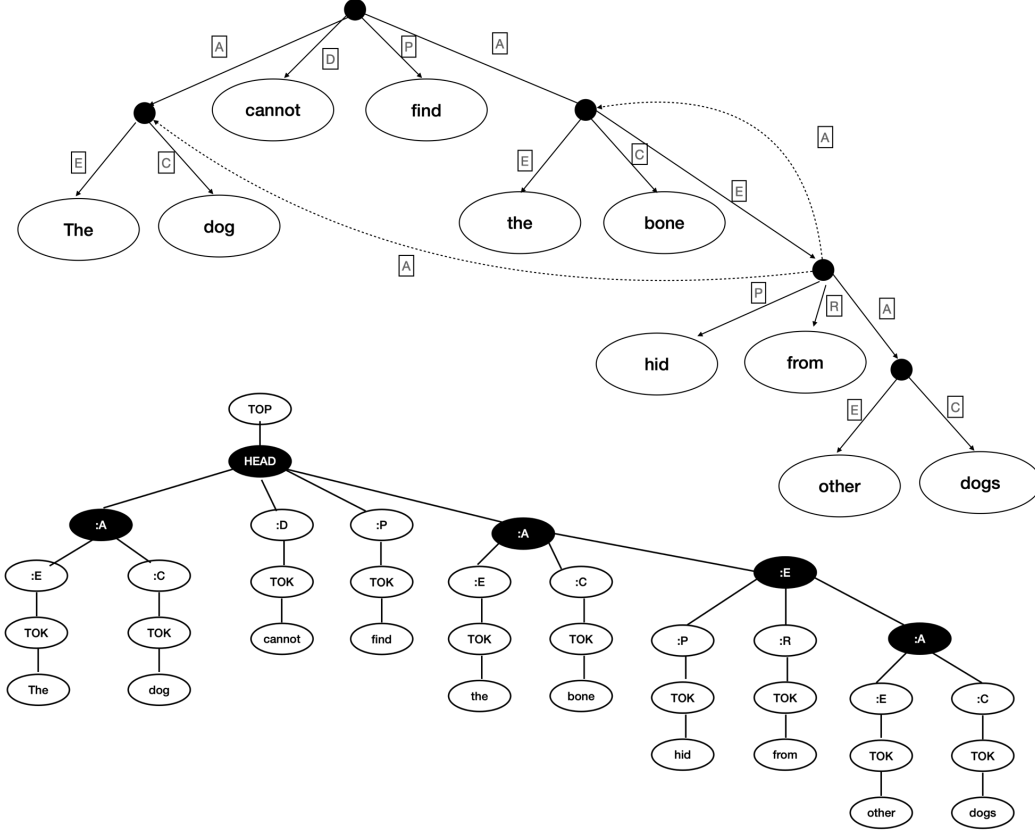 A D P A
cannot find
E C E C E A
The dog the bone
A
P R A
hid from
E C
other dogs
TOP
HEAD
:A :D :P :A
:E :C TOK TOK :E :C :E
cannot find
TOK TOK TOK TOK :P :R :A
The dog the bone TOK TOK :E :C
hid from TOK TOK
other dogs